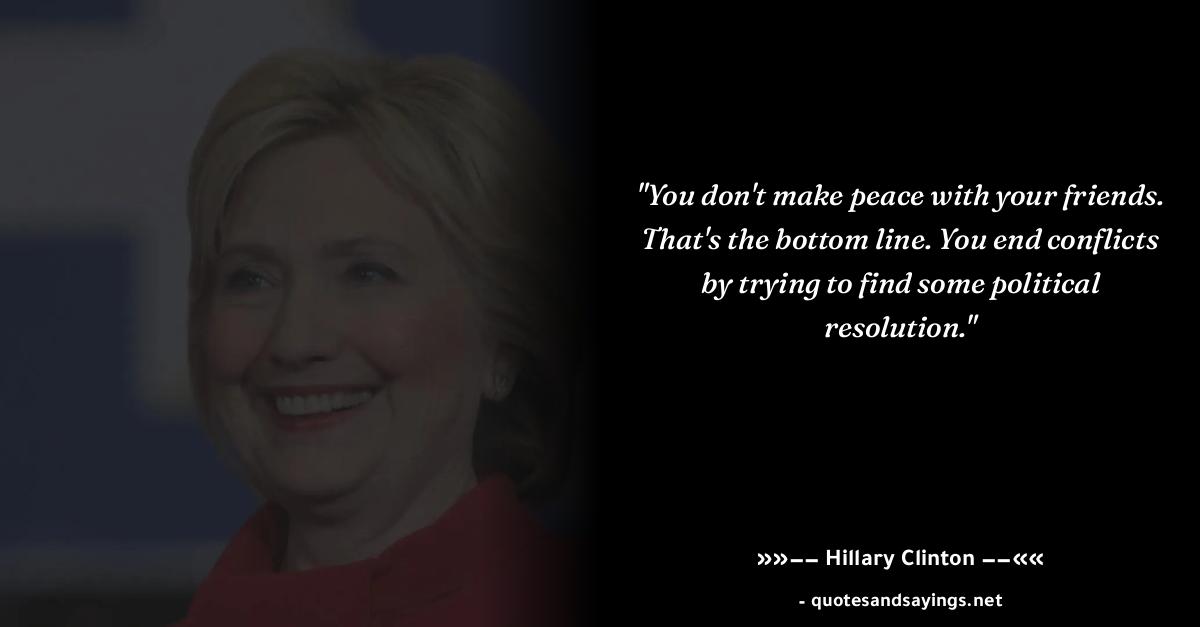 "You don't make peace with your friends.
That's the bottom line. You end conflicts
by trying to find some political
resolution."
»»–– Hillary Clinton ––««
- quotesandsayings.net